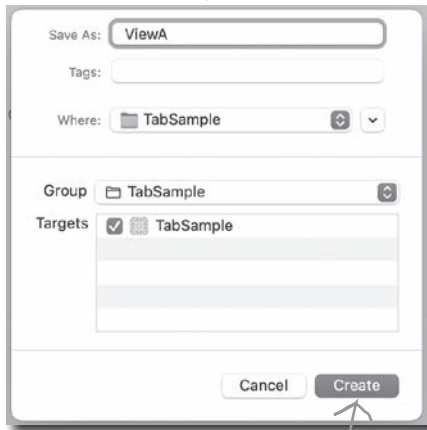 Save As: ViewA
Tags:
Where: TabSample
Group TabSample
Targets TabSample
Cancel Create